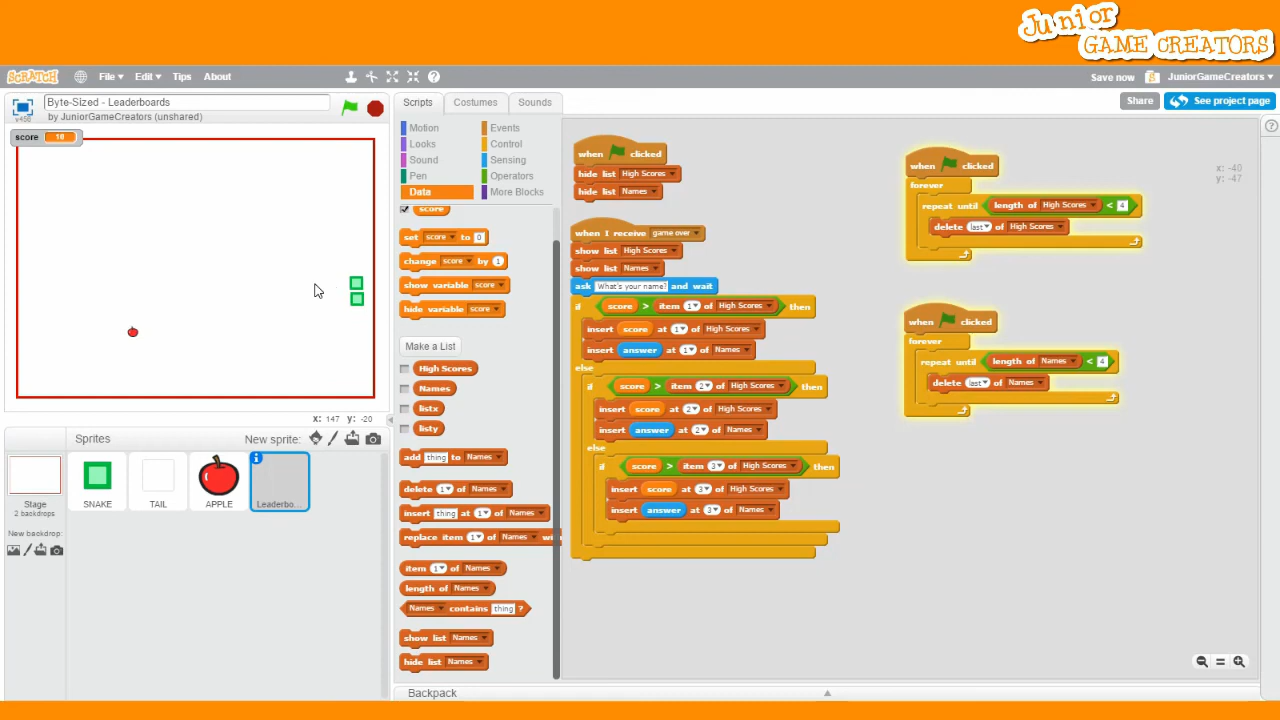 Junior
GAME CREATORS
SCRATCH File Edit Tips About Save now JuniorGameCreators
v456 Byte-Sized - Leaderboards
by JuniorGameCreators (unshared)
Scripts Costumes Sounds
Share See project page
score 10
Motion Events
Looks Control
Sound Sensing
Pen Operators
Data More Blocks
score
set score to 0
change score by 1
show variable score
hide variable score
Make a List
High Scores
Names
listx
listy
add thing to Names
delete 1 of Names
insert thing at 1 of Names
replace item 1 of Names
item 1 of Names
length of Names
Names contains thing ?
show list Names
hide list Names
when clicked
hide list High Scores
hide list Names
when I receive game over
show list High Scores
show list Names
ask What's your name? and wait
if score > item 1 of High Scores then
insert score at 1 of High Scores
insert answer at 1 of Names
else
if score > item 2 of High Scores then
insert score at 2 of High Scores
insert answer at 2 of Names
else
if score > item 3 of High Scores then
insert score at 3 of High Scores
insert answer at 3 of Names
when clicked
forever
repeat until length of High Scores < 4
delete last of High Scores
when clicked
forever
repeat until length of Names < 4
delete last of Names
x: -40
y: -47
x: 147 y: -20
Sprites New sprite:
Stage
2 backdrops
New backdrop:
SNAKE TAIL APPLE Leaderbo...
Backpack